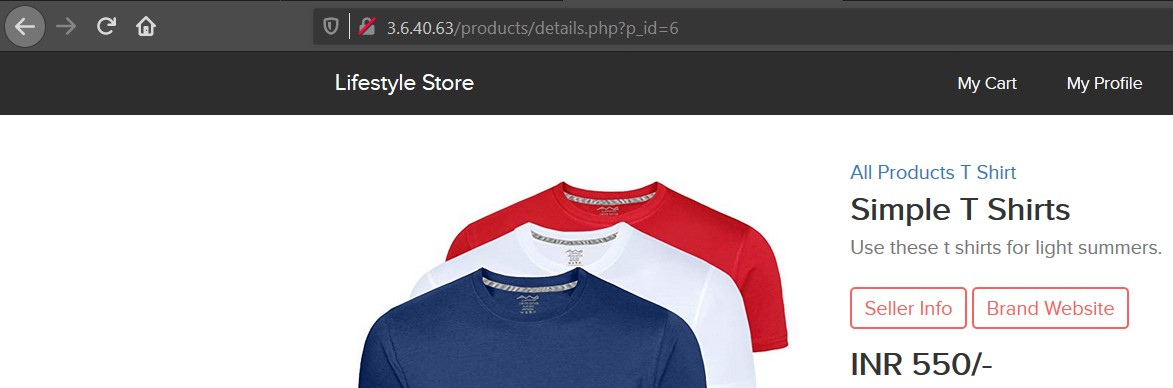 3.6.40.63/products/details.php?p_id=6
Lifestyle Store
My Cart
My Profile
All Products T Shirt
Simple T Shirts
Use these t shirts for light summers.
Seller Info
Brand Website
INR 550/-